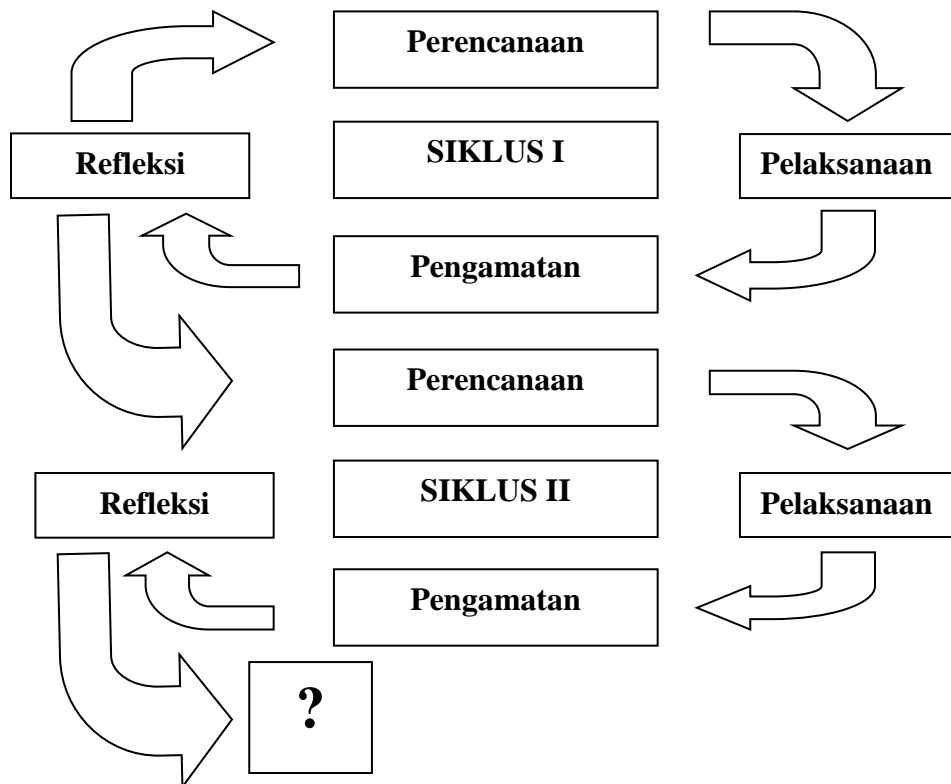 Perencanaan
Refleksi
SIKLUS I
Pelaksanaan
Pengamatan
Perencanaan
Refleksi
SIKLUS II
Pelaksanaan
Pengamatan
?